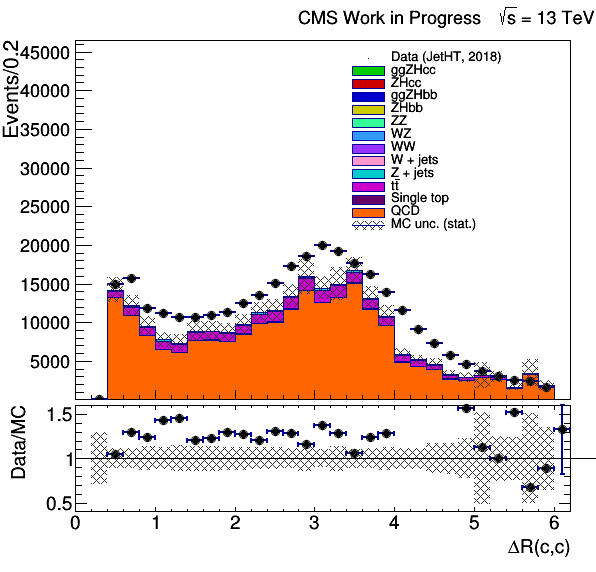 CMS Work in Progress √s = 13 TeV
Events/0.2
45000
40000
35000
30000
25000
20000
15000
10000
5000
Data (JetHT, 2018)
ggZHcc
ZHcc
ggZHbb
ZHbb
ZZ
WZ
WW
W + jets
Z + jets
tt̄
Single top
QCD
MC unc. (stat.)
Data/MC
1.5
1
0.5
0 1 2 3 4 5 6
ΔR(c,c)